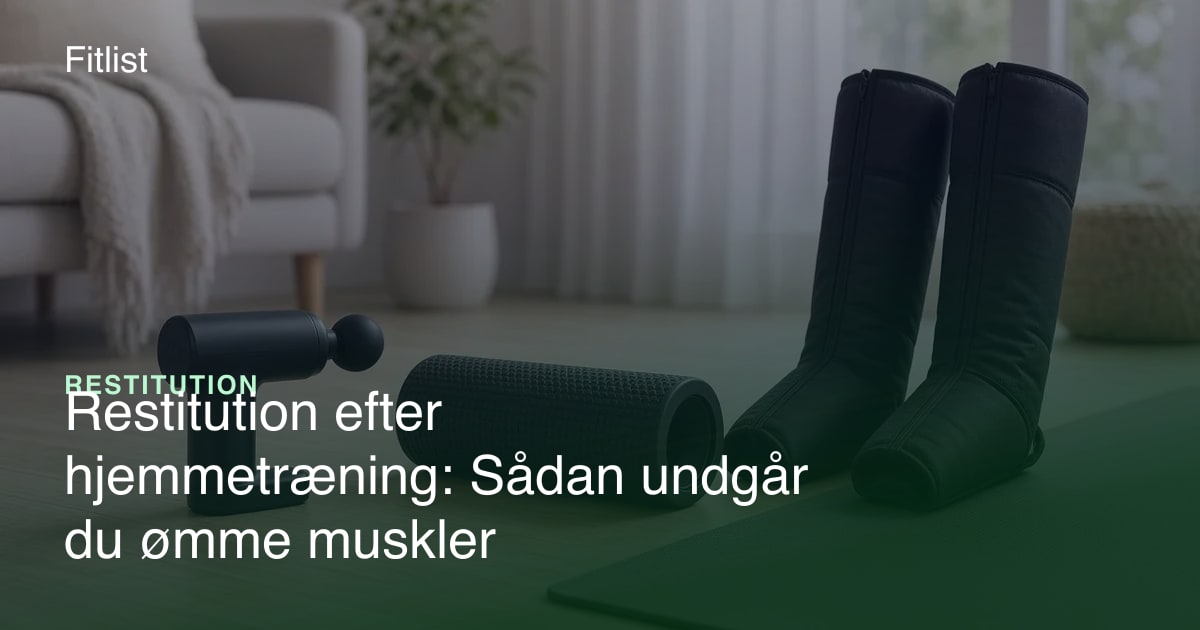 Fitlist
RESTITUTION
Restitution efter
hjemmetræning: Sådan undgår
du ømme muskler